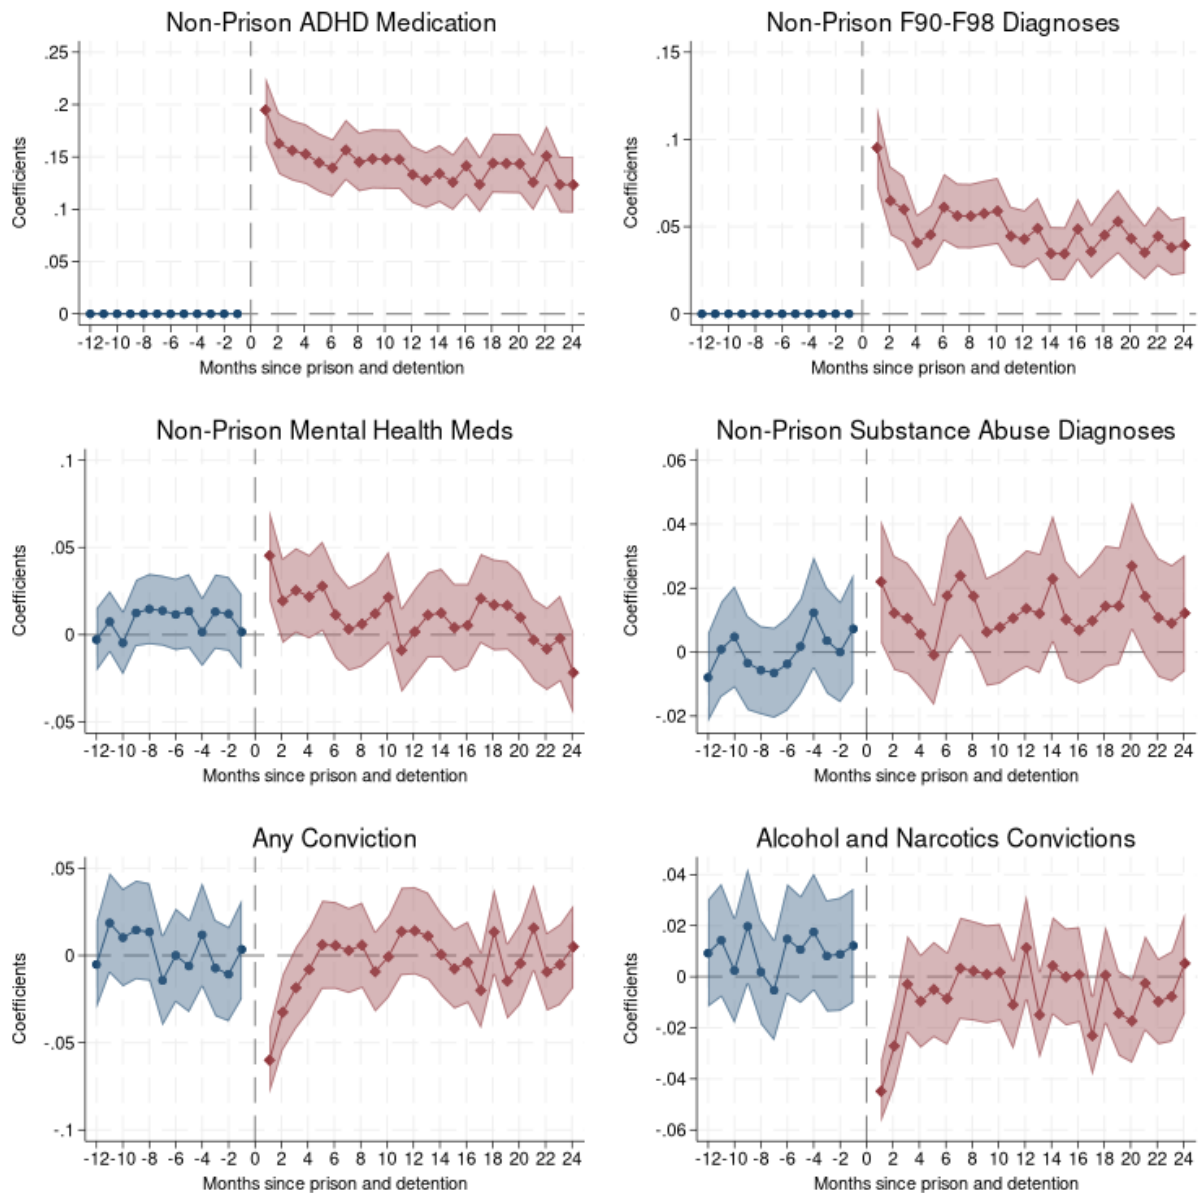 Non-Prison ADHD Medication
.25
.2
.15
.1
.05
0
Coefficients
-12 -10 -8 -6 -4 -2 0 2 4 6 8 10 12 14 16 18 20 22 24
Months since prison and detention
Non-Prison F90-F98 Diagnoses
.15
.1
.05
0
Coefficients
-12 -10 -8 -6 -4 -2 0 2 4 6 8 10 12 14 16 18 20 22 24
Months since prison and detention
Non-Prison Mental Health Meds
.1
.05
0
-.05
Coefficients
-12 -10 -8 -6 -4 -2 0 2 4 6 8 10 12 14 16 18 20 22 24
Months since prison and detention
Non-Prison Substance Abuse Diagnoses
.06
.04
.02
0
-.02
Coefficients
-12 -10 -8 -6 -4 -2 0 2 4 6 8 10 12 14 16 18 20 22 24
Months since prison and detention
Any Conviction
.05
0
-.05
-.1
Coefficients
-12 -10 -8 -6 -4 -2 0 2 4 6 8 10 12 14 16 18 20 22 24
Months since prison and detention
Alcohol and Narcotics Convictions
.04
.02
0
-.02
-.04
-.06
Coefficients
-12 -10 -8 -6 -4 -2 0 2 4 6 8 10 12 14 16 18 20 22 24
Months since prison and detention